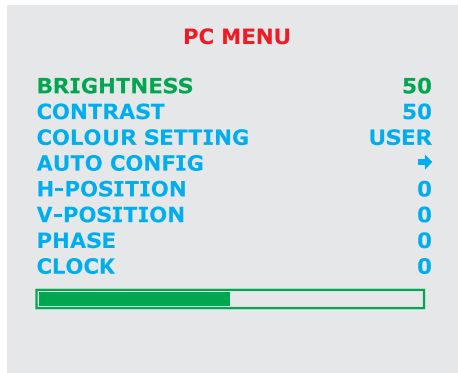 PC MENU
BRIGHTNESS 50
CONTRAST 50
COLOUR SETTING USER
AUTO CONFIG ➡
H-POSITION 0
V-POSITION 0
PHASE 0
CLOCK 0